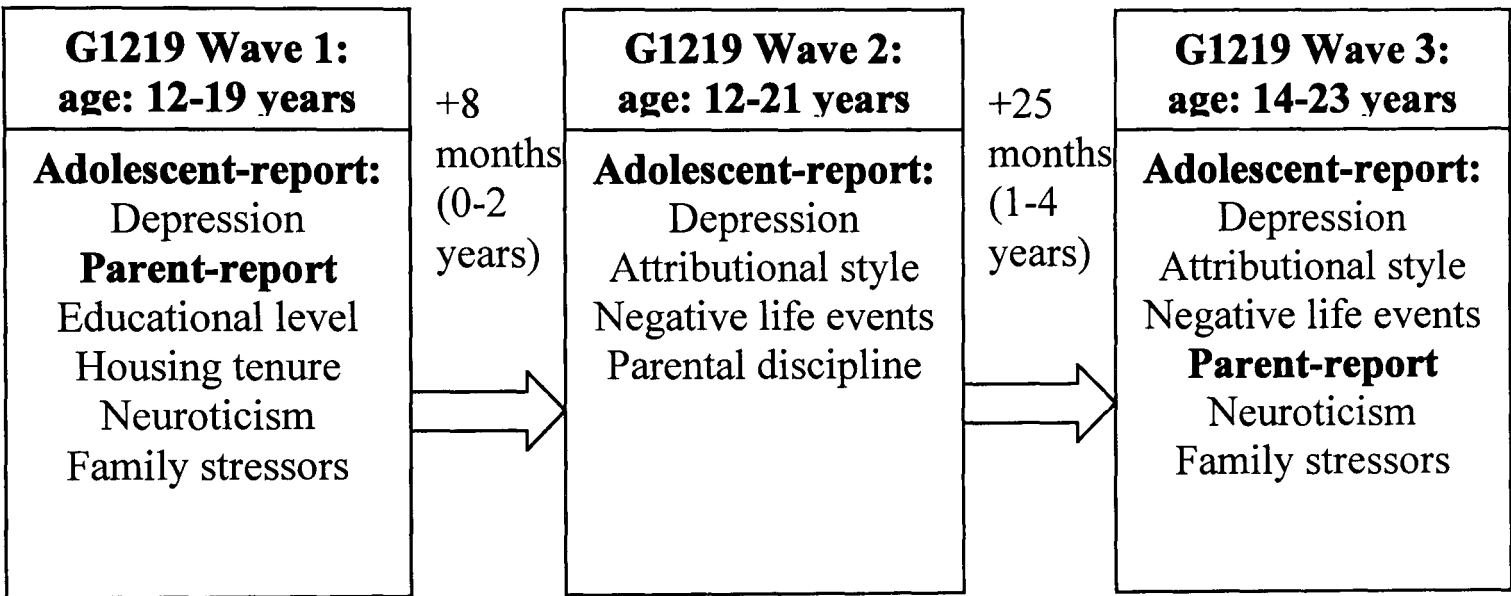 G1219 Wave 1:
age: 12-19 years
Adolescent-report:
Depression
Parent-report
Educational level
Housing tenure
Neuroticism
Family stressors
+8
months
(0-2
years)
G1219 Wave 2:
age: 12-21 years
Adolescent-report:
Depression
Attributional style
Negative life events
Parental discipline
+25
months
(1-4
years)
G1219 Wave 3:
age: 14-23 years
Adolescent-report:
Depression
Attributional style
Negative life events
Parent-report
Neuroticism
Family stressors